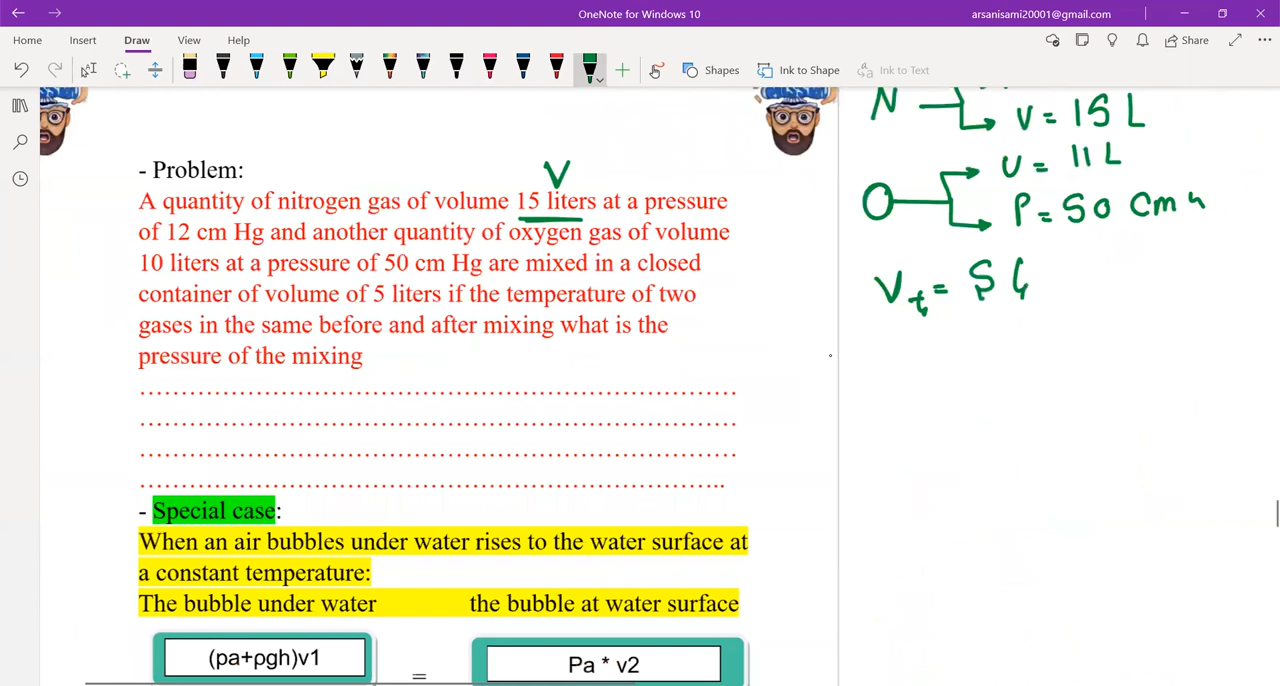 OneNote for Windows 10
arsanisami20001@gmail.com
Home Insert Draw View Help
Share
Shapes
Ink to Shape
Ink to Text
- Problem:
V
A quantity of nitrogen gas of volume 15 liters at a pressure
of 12 cm Hg and another quantity of oxygen gas of volume
10 liters at a pressure of 50 cm Hg are mixed in a closed
container of volume of 5 liters if the temperature of two
gases in the same before and after mixing what is the
pressure of the mixing
………………………………………………………………
………………………………………………………………
………………………………………………………………
……………………………………………………………..
- Special case:
When an air bubbles under water rises to the water surface at
a constant temperature:
The bubble under water the bubble at water surface
(pa+ρgh)v1 = Pa * v2
N
V = 15 L
O
V = 11 L
P = 50 cm
Vt = 5